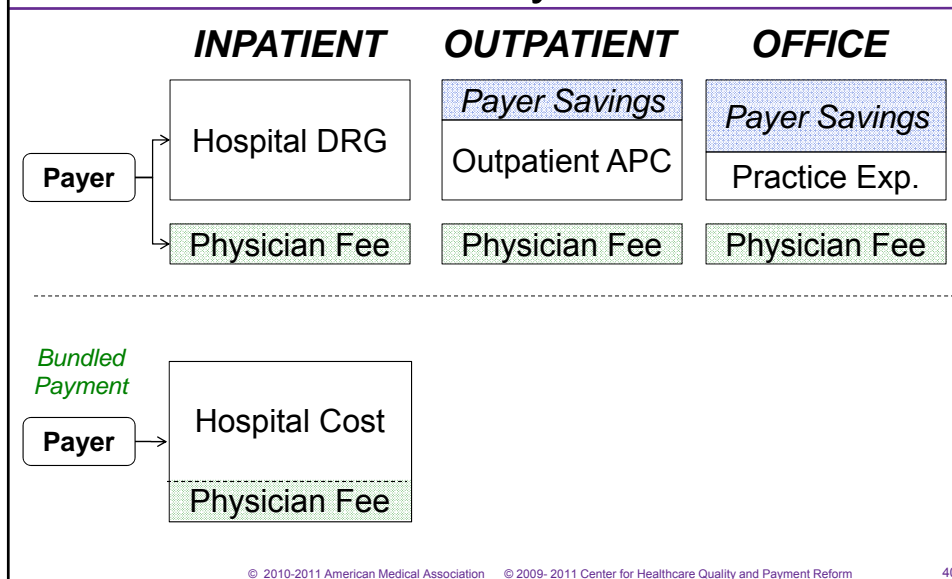 INPATIENT OUTPATIENT OFFICE
Payer
Hospital DRG
Physician Fee
Payer Savings
Outpatient APC
Physician Fee
Payer Savings
Practice Exp.
Physician Fee
Bundled
Payment
Payer
Hospital Cost
Physician Fee
© 2010-2011 American Medical Association © 2009- 2011 Center for Healthcare Quality and Payment Reform 40